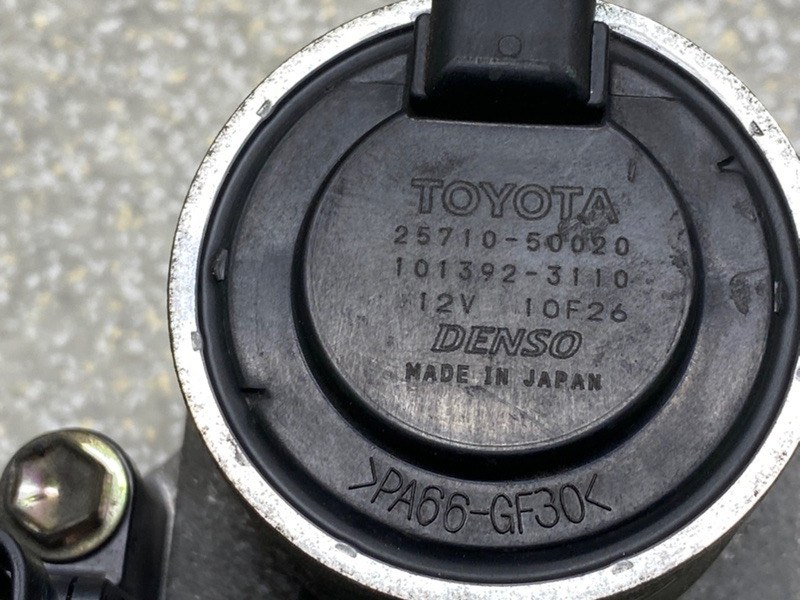 TOYOTA
25710-50020
101392-3110
12V 10F26
DENSO
MADE IN JAPAN
>PA66-GF30<